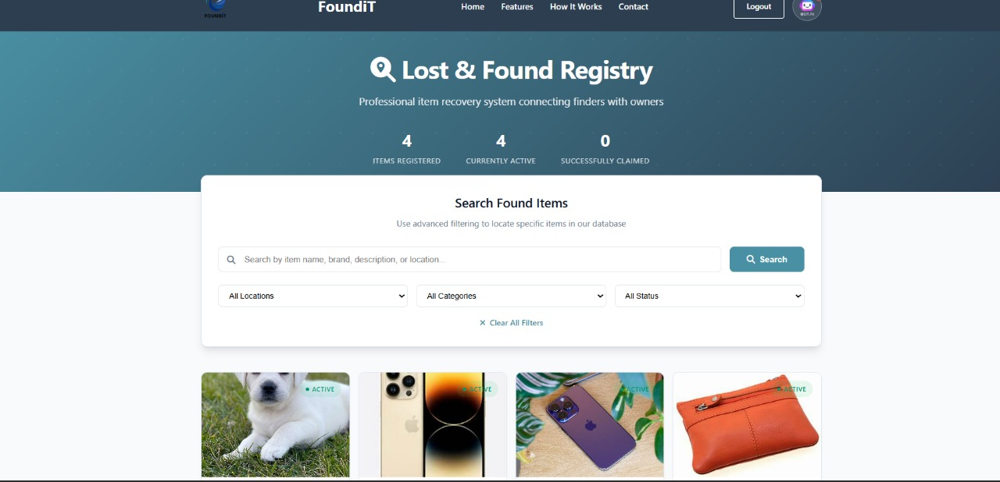 FOUNDIT
FoundiT
Home Features How It Works Contact
Logout
BOT.AI
Lost & Found Registry
Professional item recovery system connecting finders with owners
4 4 0
ITEMS REGISTERED CURRENTLY ACTIVE SUCCESSFULLY CLAIMED
Search Found Items
Use advanced filtering to locate specific items in our database
Search by item name, brand, description, or location...
Search
All Locations All Categories All Status
× Clear All Filters
ACTIVE ACTIVE ACTIVE ACTIVE